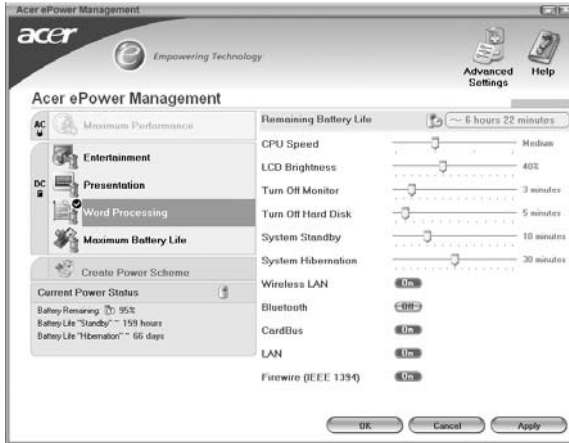 Acer ePower Management
acer
Empowering Technology
Advanced Settings
Help
Acer ePower Management
AC
Maximum Performance
DC
Entertainment
Presentation
Word Processing
Maximum Battery Life
Create Power Scheme
Current Power Status
Battery Remaining: 95%
Battery Life "Standby" ~ 159 hours
Battery Life "Hibernation" ~ 66 days
Remaining Battery Life ~ 6 hours 22 minutes
CPU Speed Medium
LCD Brightness 40%
Turn Off Monitor 3 minutes
Turn Off Hard Disk 5 minutes
System Standby 10 minutes
System Hibernation 30 minutes
Wireless LAN On
Bluetooth Off
CardBus On
LAN On
Firewire (IEEE 1394) On
OK Cancel Apply